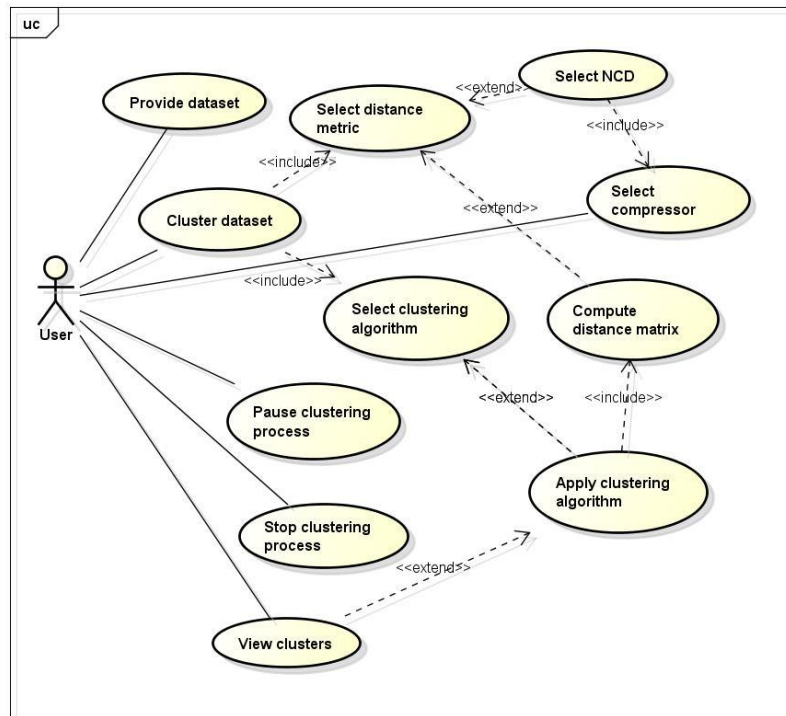 uc
Select NCD
<<extend>>
Provide dataset
Select distance
metric
<<include>>
<<include>>
Select
compressor
Cluster dataset
<<extend>>
<<include>>
Select clustering
algorithm
Compute
distance matrix
User
Pause clustering
process
<<extend>>
<<include>>
Apply clustering
algorithm
Stop clustering
process
<<extend>>
View clusters